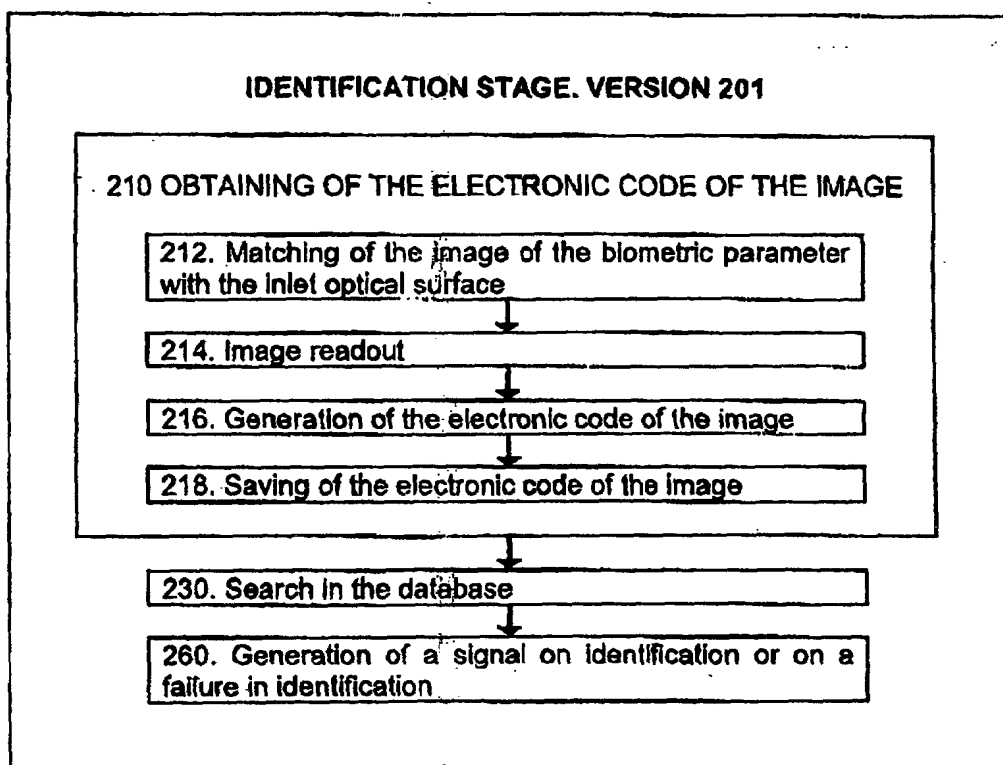 IDENTIFICATION STAGE. VERSION 201
210 OBTAINING OF THE ELECTRONIC CODE OF THE IMAGE
212. Matching of the image of the biometric parameter
with the inlet optical surface
214. Image readout
216. Generation of the electronic code of the image
218. Saving of the electronic code of the image
230. Search in the database
260. Generation of a signal on identification or on a
failure in identification